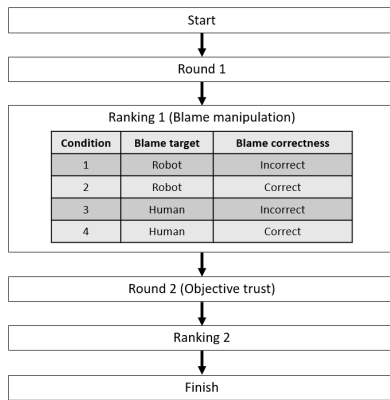 Start
Round 1
Ranking 1 (Blame manipulation)
Condition Blame target Blame correctness
1 Robot Incorrect
2 Robot Correct
3 Human Incorrect
4 Human Correct
Round 2 (Objective trust)
Ranking 2
Finish